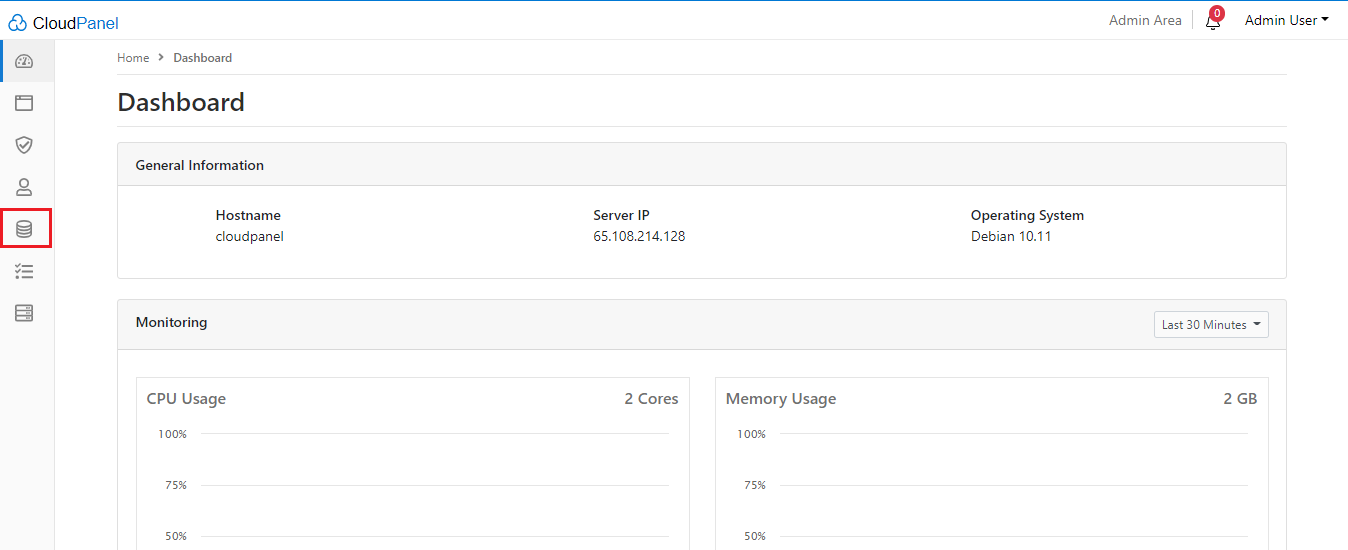 CloudPanel
Admin Area 0 Admin User
Home Dashboard
Dashboard
General Information
Hostname Server IP Operating System
cloudpanel 65.108.214.128 Debian 10.11
Monitoring Last 30 Minutes
CPU Usage 2 Cores
100%
75%
50%
Memory Usage 2 GB
100%
75%
50%